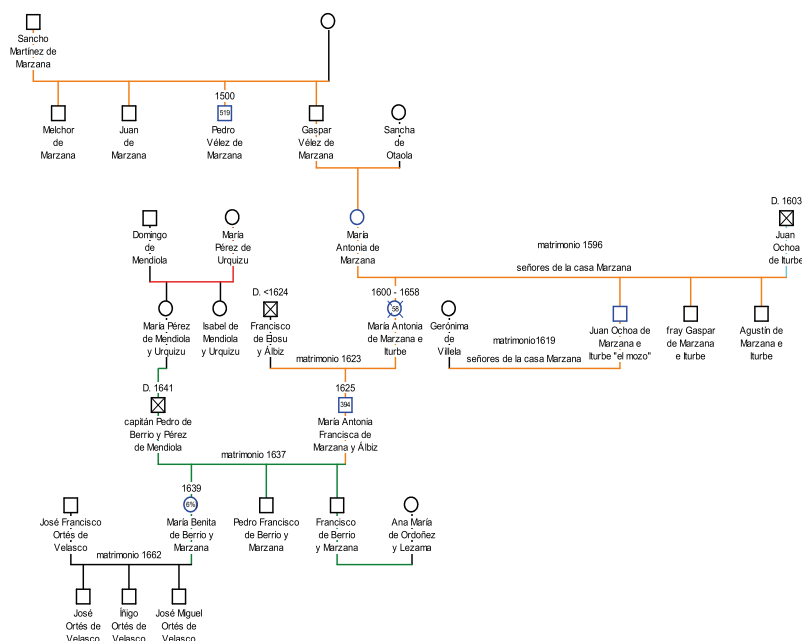 Sancho
Martínez de
Marzana
1500
519
Melchor
de
Marzana
Juan
de
Marzana
Pedro
Vélez de
Marzana
Gaspar
Vélez de
Marzana
Sancha
de
Otaola
D. 1603
Domingo
de
Mendiola
María
Pérez de
Urquizu
María
Antonia de
Marzana
matrimonio 1596
Juan
Ochoa
de Iturbe
señores de la casa Marzana
D. <1624
1600 - 1658
58
María Pérez
de Mendiola
y Urquizu
Isabel de
Mendiola
y Urquizu
Francisco
de Elosu
y Álbiz
María Antonia
de Marzana e
Iturbe
Gerónima
de
Villela
matrimonio1619
Juan Ochoa de
Marzana e
Iturbe "el mozo"
fray Gaspar
de Marzana
e Iturbe
Agustín de
Marzana e
Iturbe
matrimonio 1623
señores de la casa Marzana
D. 1641
1625
394
capitán Pedro de
Berrio y Pérez
de Mendiola
María Antonia
Francisca de
Marzana y Álbiz
matrimonio 1637
1639
José Francisco
Ortés de
Velasco
María Benita
de Berrio y
Marzana
Pedro Francisco
de Berrio y
Marzana
Francisco
de Berrio
y Marzana
Ana María
de Ordoñez
y Lezama
matrimonio 1662
José
Ortés de
Velasco
Íñigo
Ortés de
Velasco
José Miguel
Ortés de
Velasco